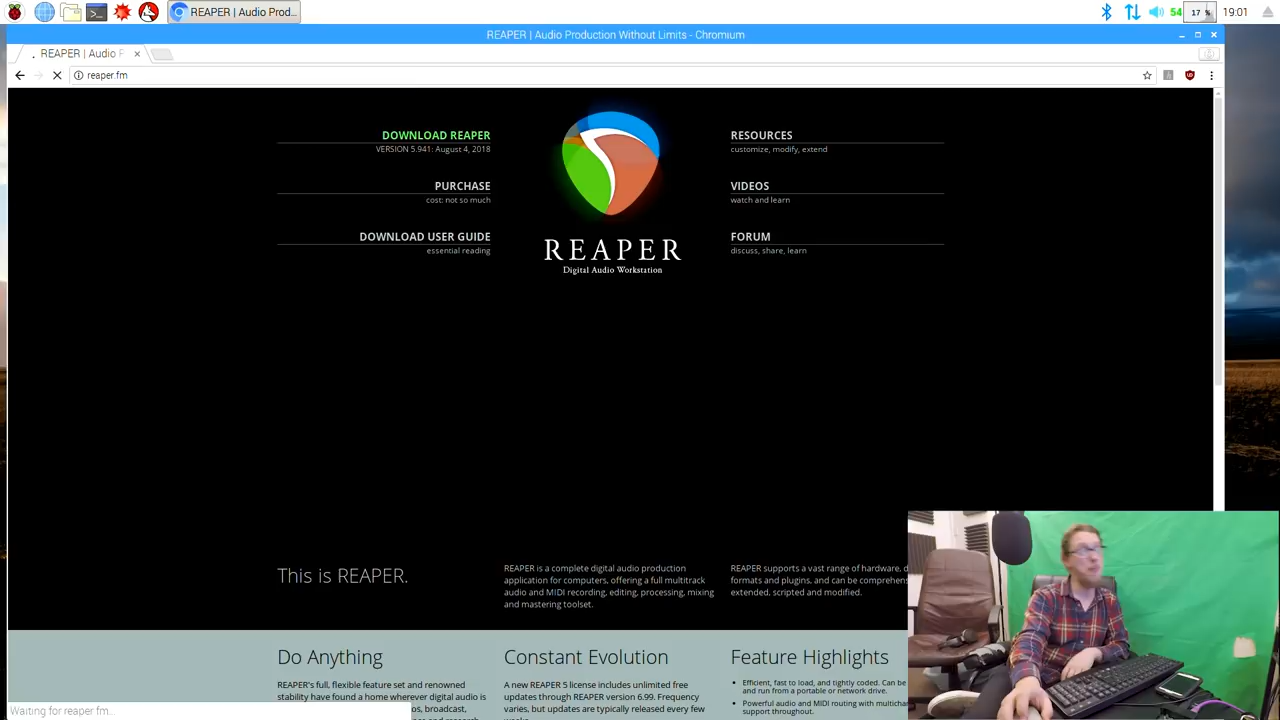 REAPER | Audio Prod...
54
17 %
19:01
REAPER | Audio Production Without Limits - Chromium
REAPER | Audio P
reaper.fm
DOWNLOAD REAPER
VERSION 5.941: August 4, 2018
PURCHASE
cost: not so much
DOWNLOAD USER GUIDE
essential reading
REAPER
Digital Audio Workstation
RESOURCES
customize, modify, extend
VIDEOS
watch and learn
FORUM
discuss, share, learn
This is REAPER.
REAPER is a complete digital audio production
application for computers, offering a full multitrack
audio and MIDI recording, editing, processing, mixing
and mastering toolset.
REAPER supports a vast range of hardware, d
formats and plugins, and can be comprehens
extended, scripted and modified.
Do Anything
REAPER's full, flexible feature set and renowned
stability have found a home wherever digital audio is
Constant Evolution
A new REAPER 5 license includes unlimited free
updates through REAPER version 6.99. Frequency
varies, but updates are typically released every few
Feature Highlights
Efficient, fast to load, and tightly coded. Can be
and run from a portable or network drive.
Powerful audio and MIDI routing with multichan
support throughout.
Waiting for reaper.fm...